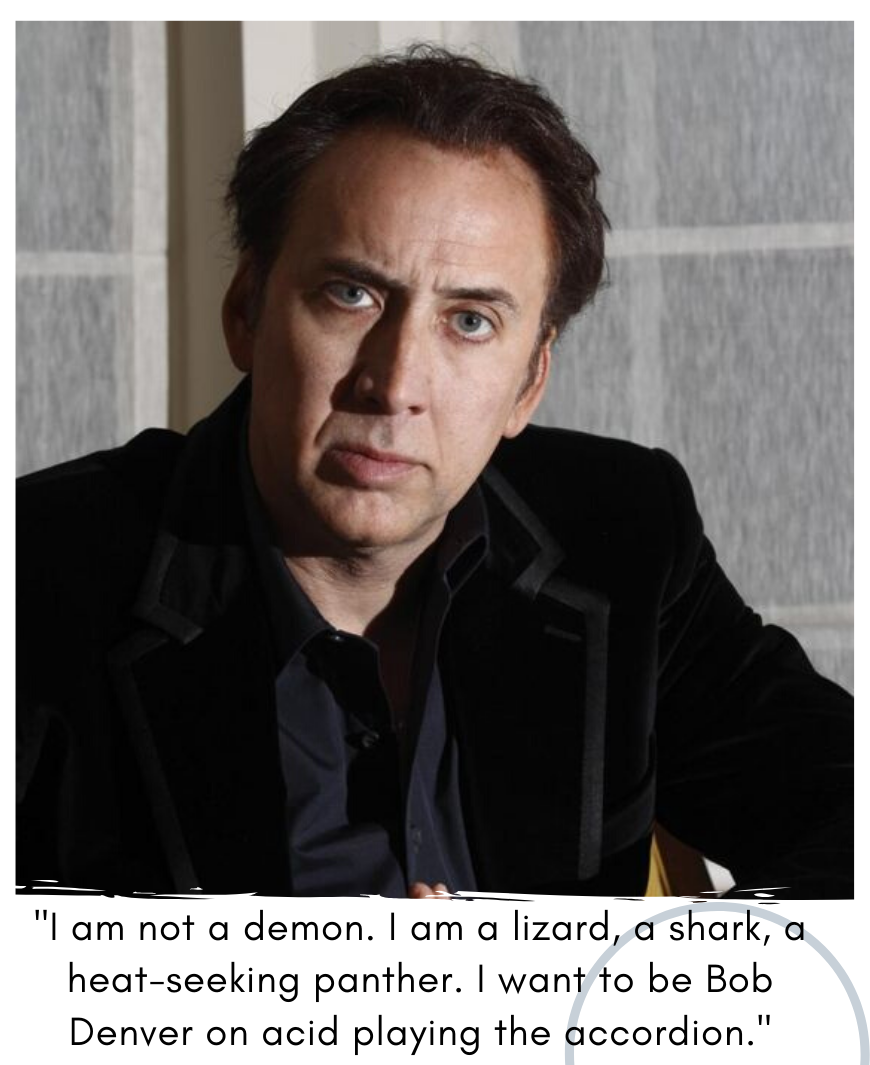 "I am not a demon. I am a lizard, a shark, a
heat-seeking panther. I want to be Bob
Denver on acid playing the accordion."